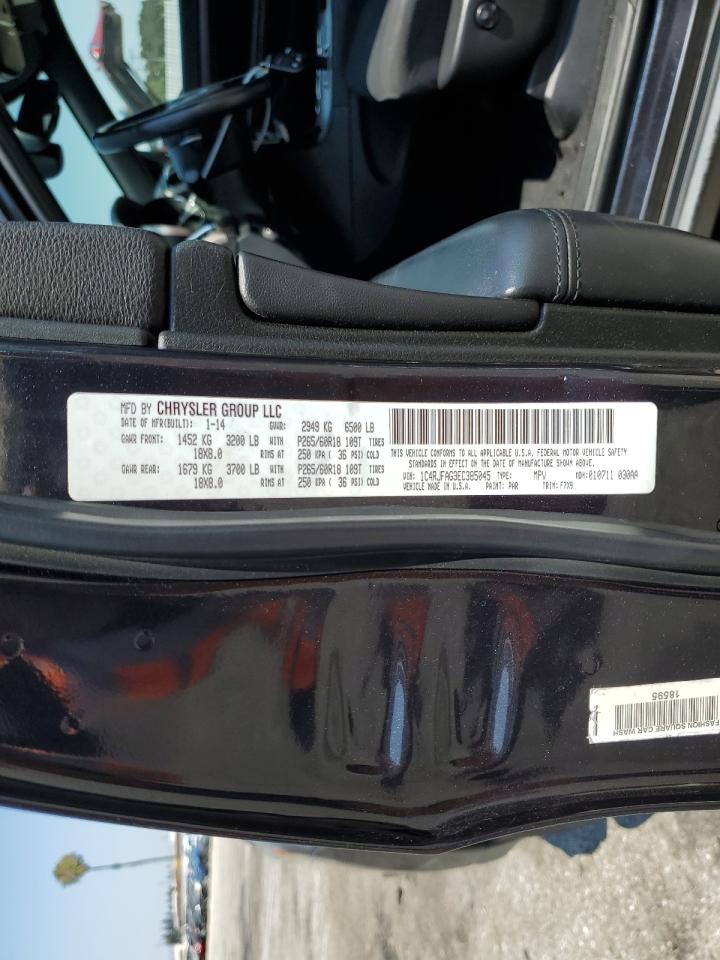 MFD BY CHRYSLER GROUP LLC
DATE OF MFR(BUILT): 1-14 GVWR: 2949 KG 6500 LB
GAWR FRONT: 1452 KG 3200 LB WITH P265/60R18 109T TIRES
18X8.0 RIMS AT 250 KPA ( 36 PSI) COLD
GAWR REAR: 1679 KG 3700 LB WITH P265/60R18 109T TIRES
18X8.0 RIMS AT 250 KPA ( 36 PSI) COLD
THIS VEHICLE CONFORMS TO ALL APPLICABLE U.S.A. FEDERAL MOTOR VEHICLE SAFETY
STANDARDS IN EFFECT ON THE DATE OF MANUFACTURE SHOWN ABOVE.
VIN: 1C4RJFAG3EC385045 TYPE: MPV MDH: 010711 030AA
VEHICLE MADE IN U.S.A. PAINT: PAR TRIM: F7X9
FASHION SQUARE CAR WASH
18595